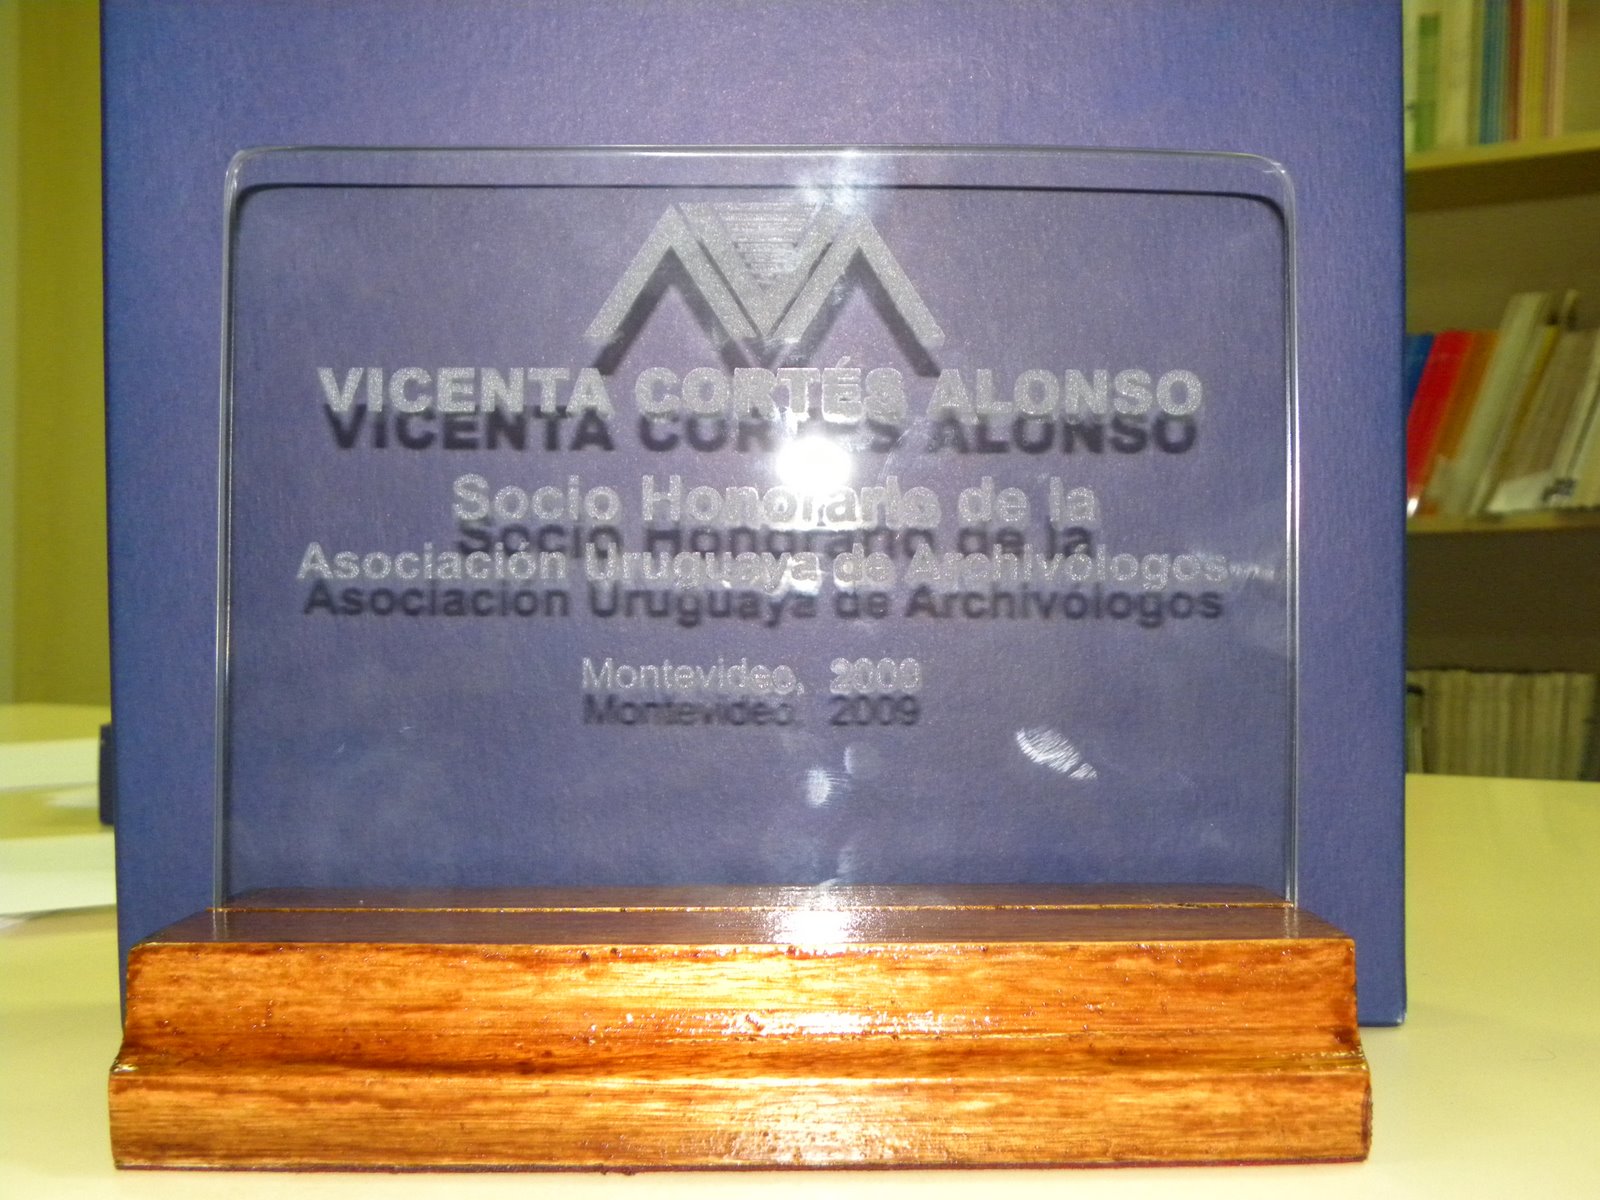 VICENTA CORTÉS ALONSO
Socio Honorario de la
Asociación Uruguaya de Archivólogos
Montevideo, 2009